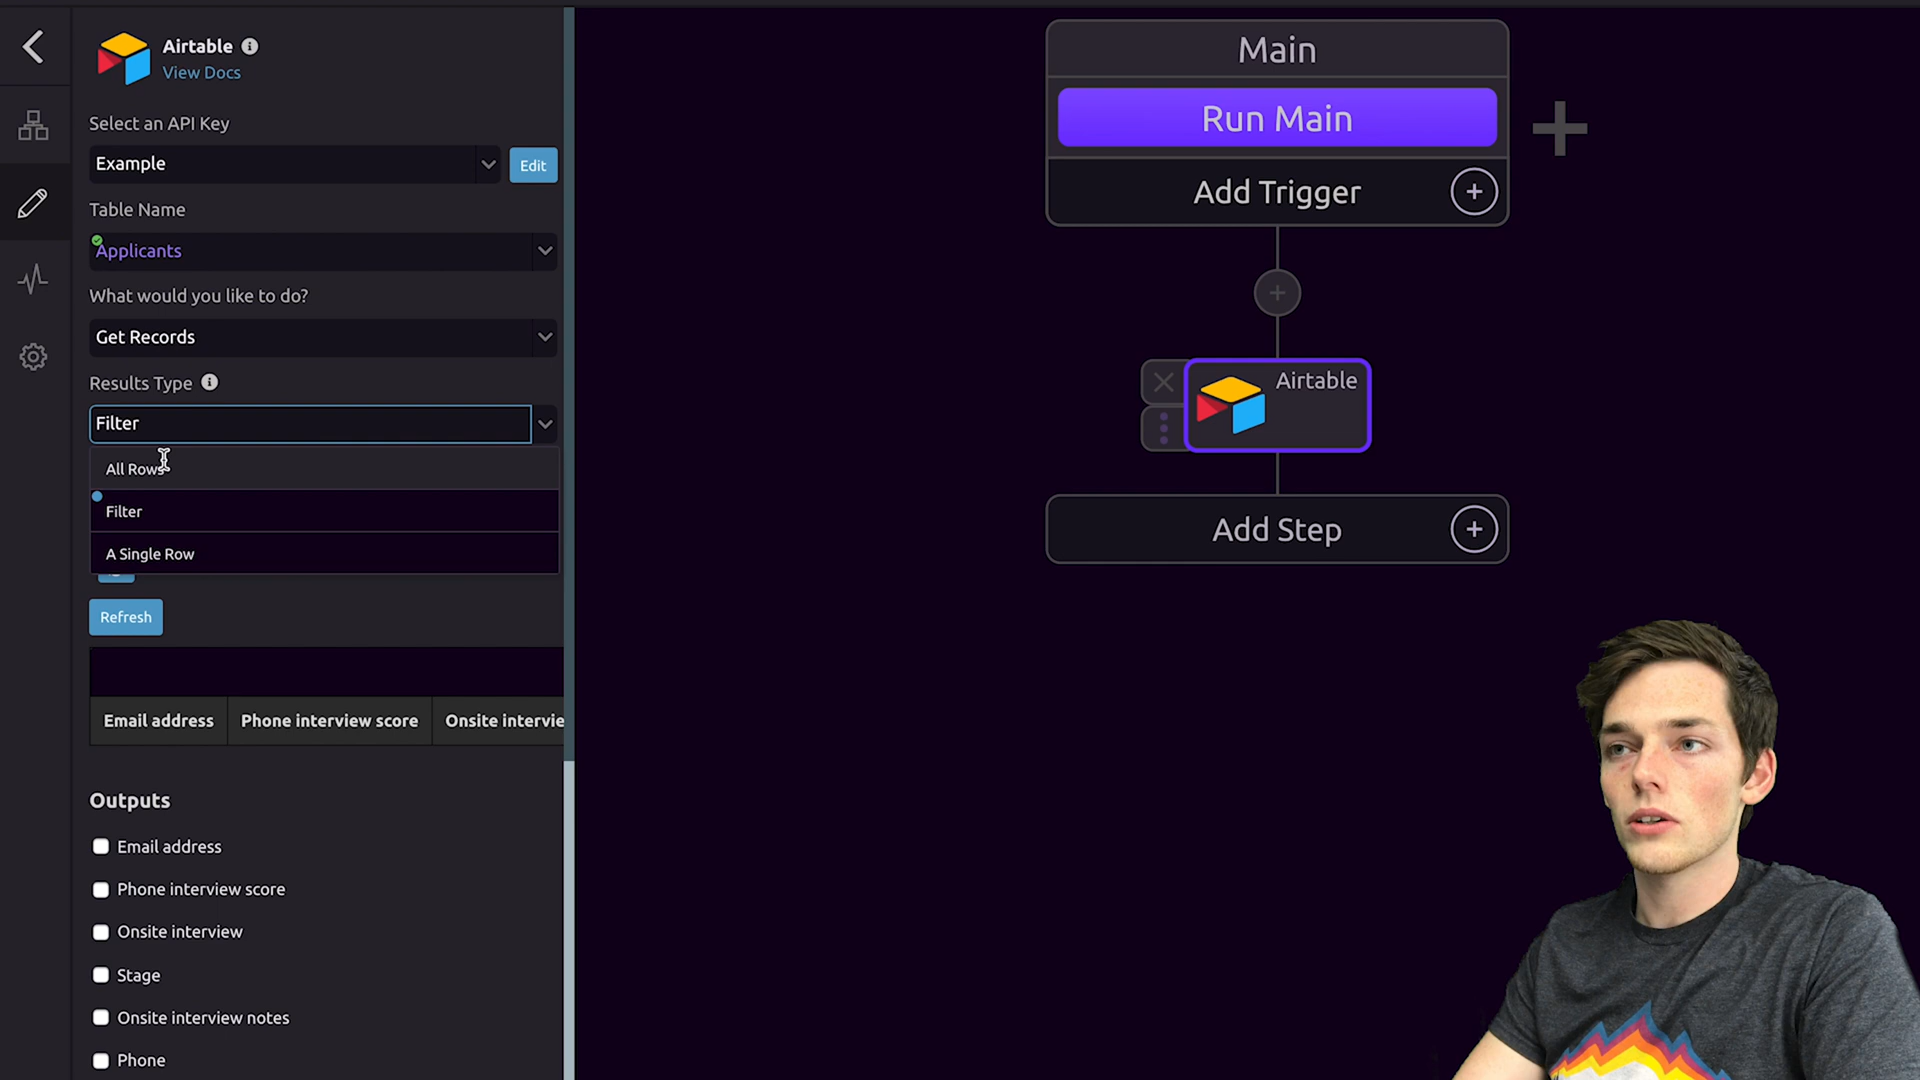 Airtable
View Docs
Select an API Key
Example
Edit
Table Name
Applicants
What would you like to do?
Get Records
Results Type
Filter
All Rows
Filter
A Single Row
Refresh
Email address
Phone interview score
Onsite intervie
Outputs
Email address
Phone interview score
Onsite interview
Stage
Onsite interview notes
Phone
Main
Run Main
Add Trigger
Airtable
Add Step